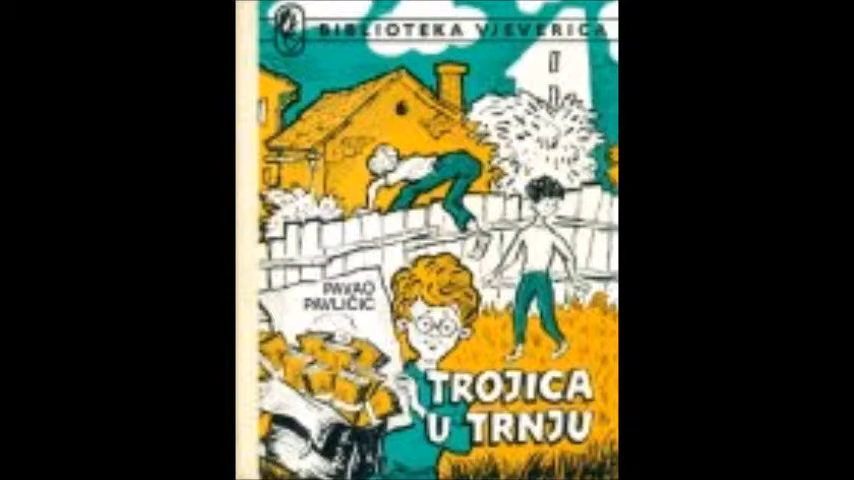 BIBLIOTEKA VJEVERICA
PAVAO
PAVLIČIĆ
TROJICA
U TRNJU